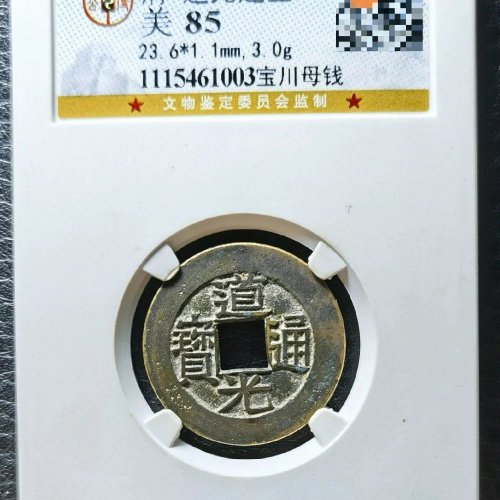 美 85
23.6*1.1mm,3.0g
1115461003宝川母钱
文物鉴定委员会监制
道光通寶